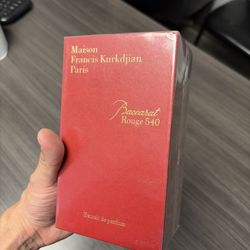 Maison
Francis Kurkdjian
Paris
Baccarat
Rouge 540
Extrait de parfum